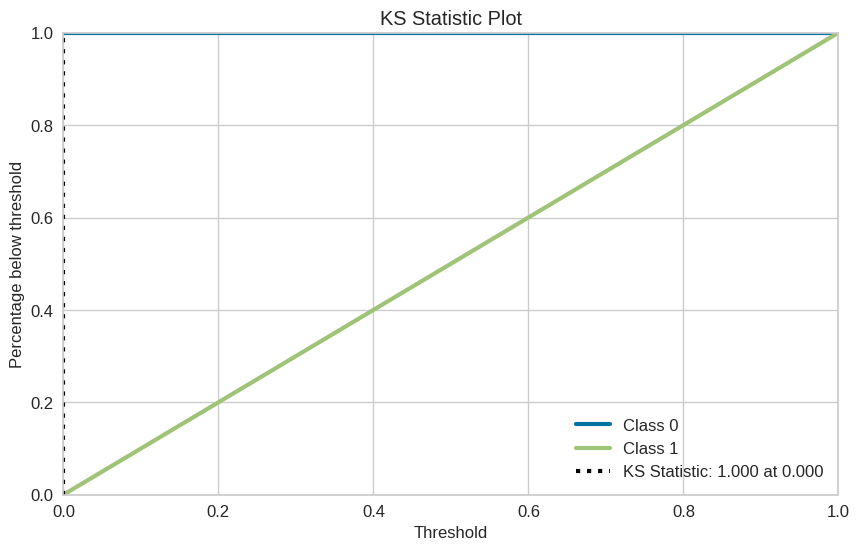 KS Statistic Plot
1.0
0.8
0.6
0.4
0.2
0.0
Percentage below threshold
Class 0
Class 1
KS Statistic: 1.000 at 0.000
0.0 0.2 0.4 0.6 0.8 1.0
Threshold